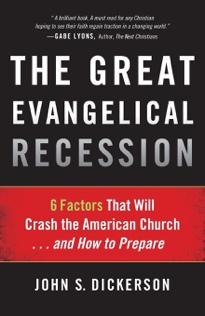 "A brilliant book. A must read for any Christian
hoping to see their faith regain traction in a changing world."
—GABE LYONS, Author, The Next Christians
THE GREAT
EVANGELICAL
RECESSION
6 Factors That Will
Crash the American Church
. . . and How to Prepare
JOHN S. DICKERSON